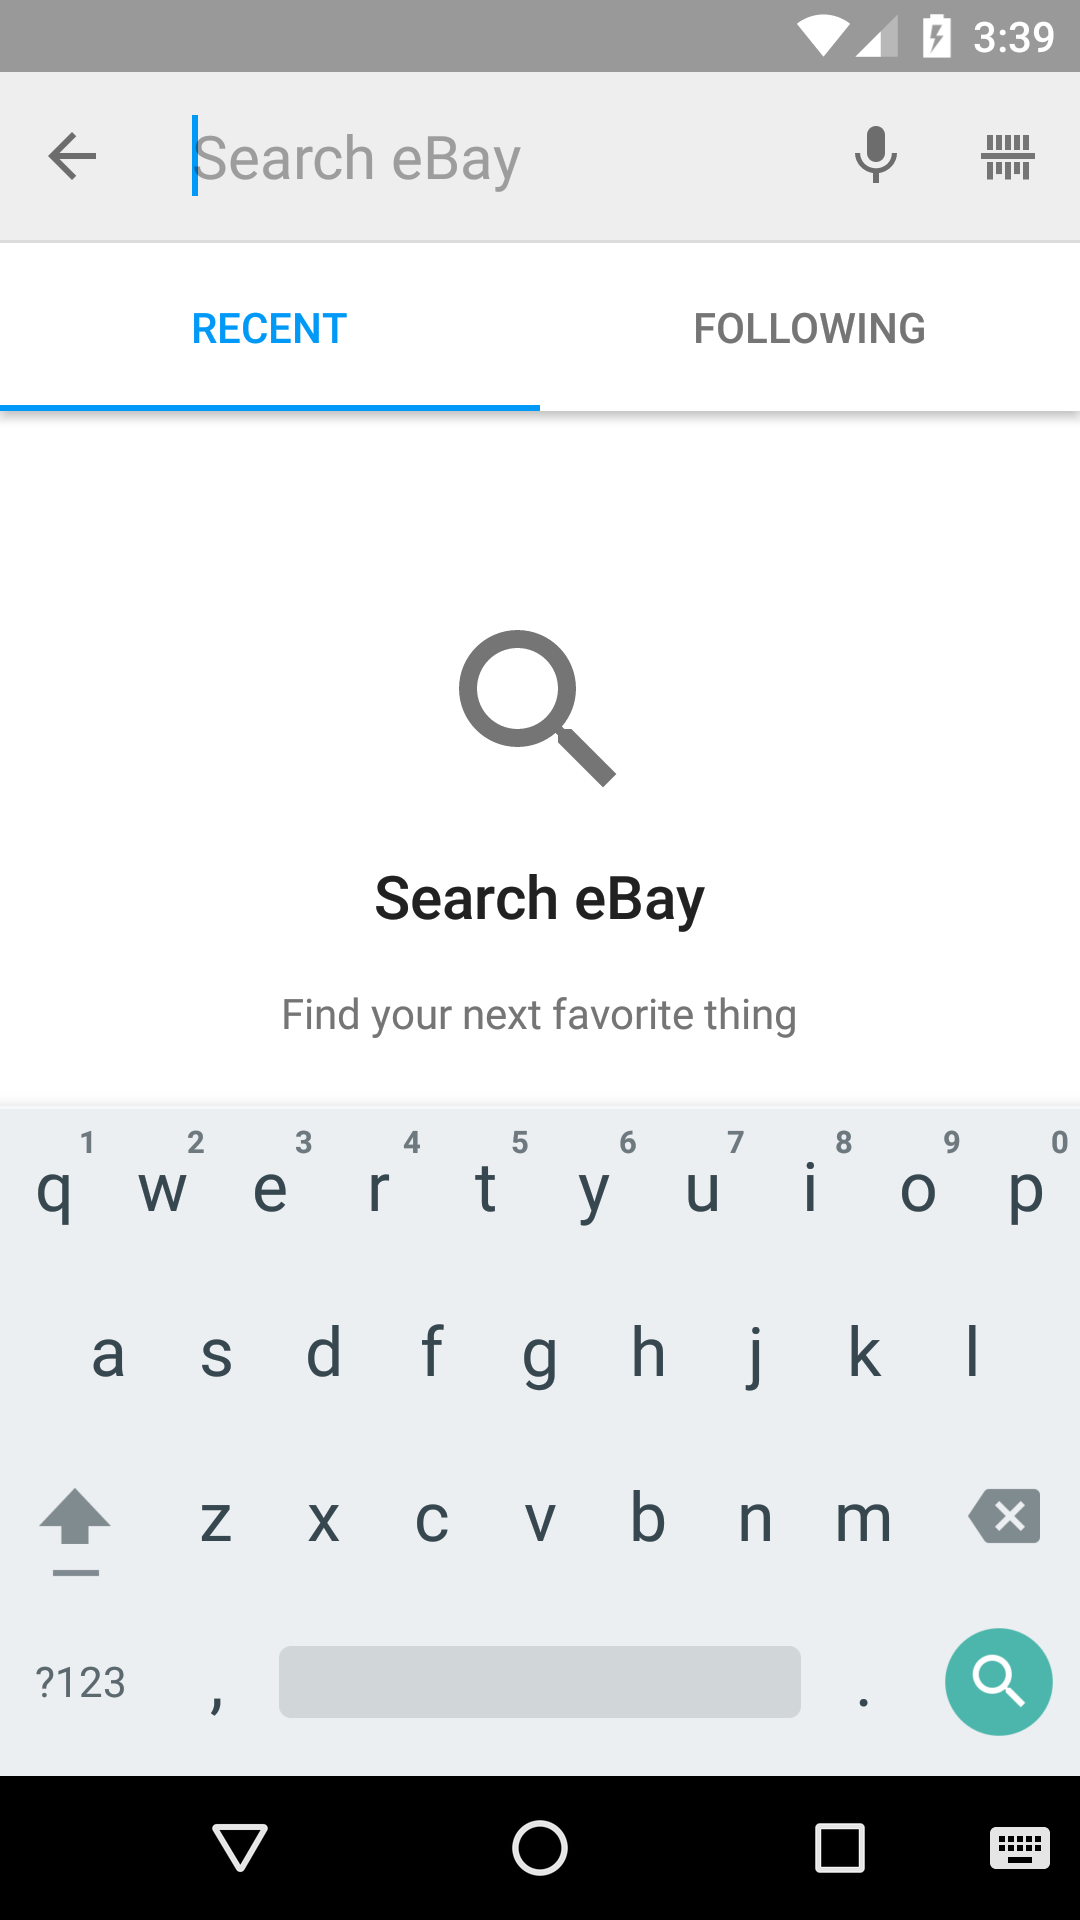 3:39
Search eBay
RECENT FOLLOWING
Search eBay
Find your next favorite thing
1 2 3 4 5 6 7 8 9 0
q w e r t y u i o p
a s d f g h j k l
z x c v b n m
?123 , .